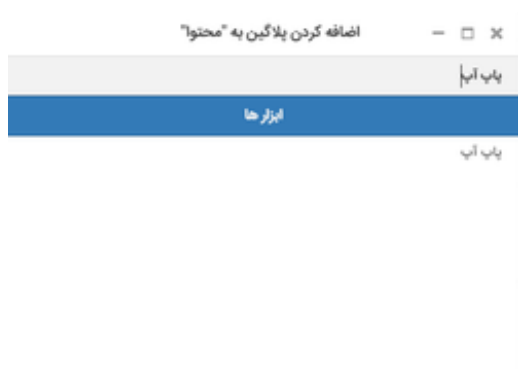 اضافه کردن پلاگین به "محتوا"
پاپ آپ
ابزار ها
پاپ آپ